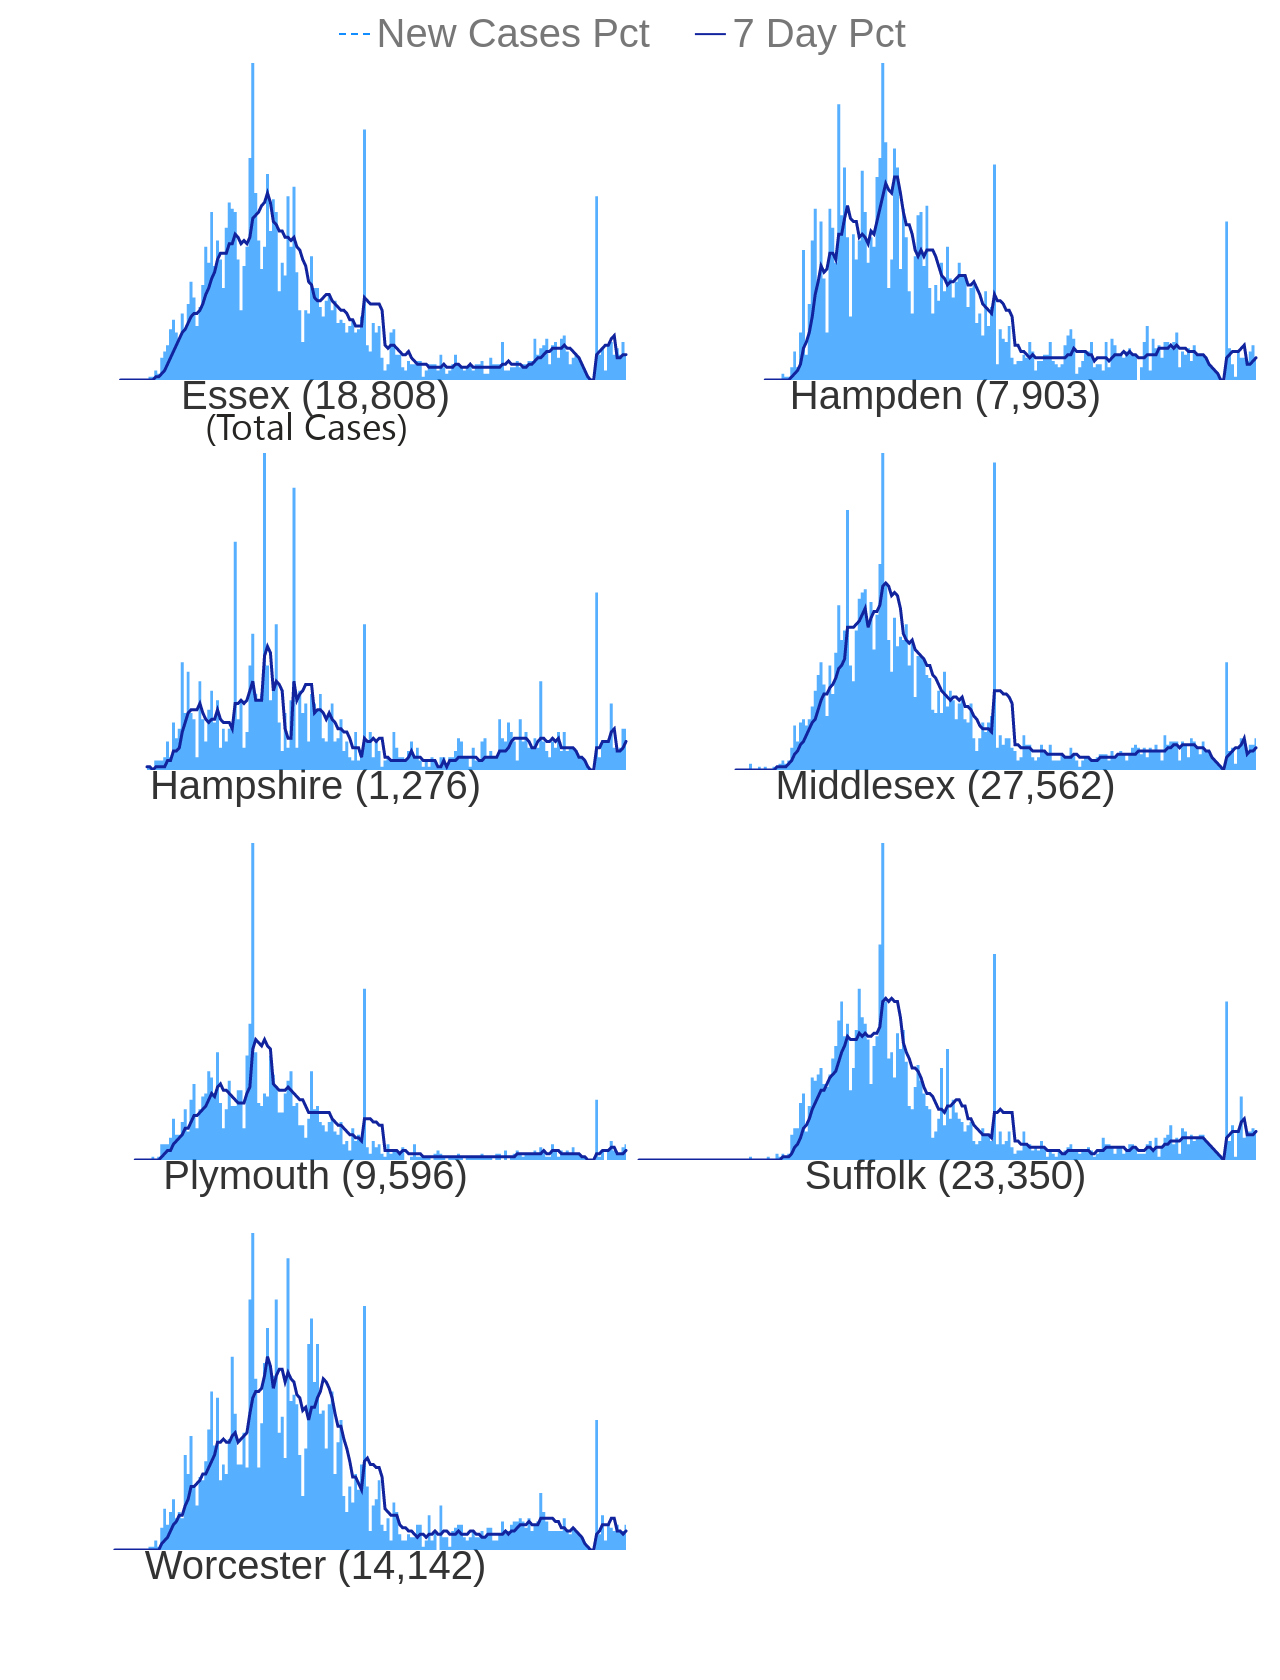 New Cases Pct 7 Day Pct
Essex (18,808) Hampden (7,903)
(Total Cases)
Hampshire (1,276) Middlesex (27,562)
Plymouth (9,596) Suffolk (23,350)
Worcester (14,142)